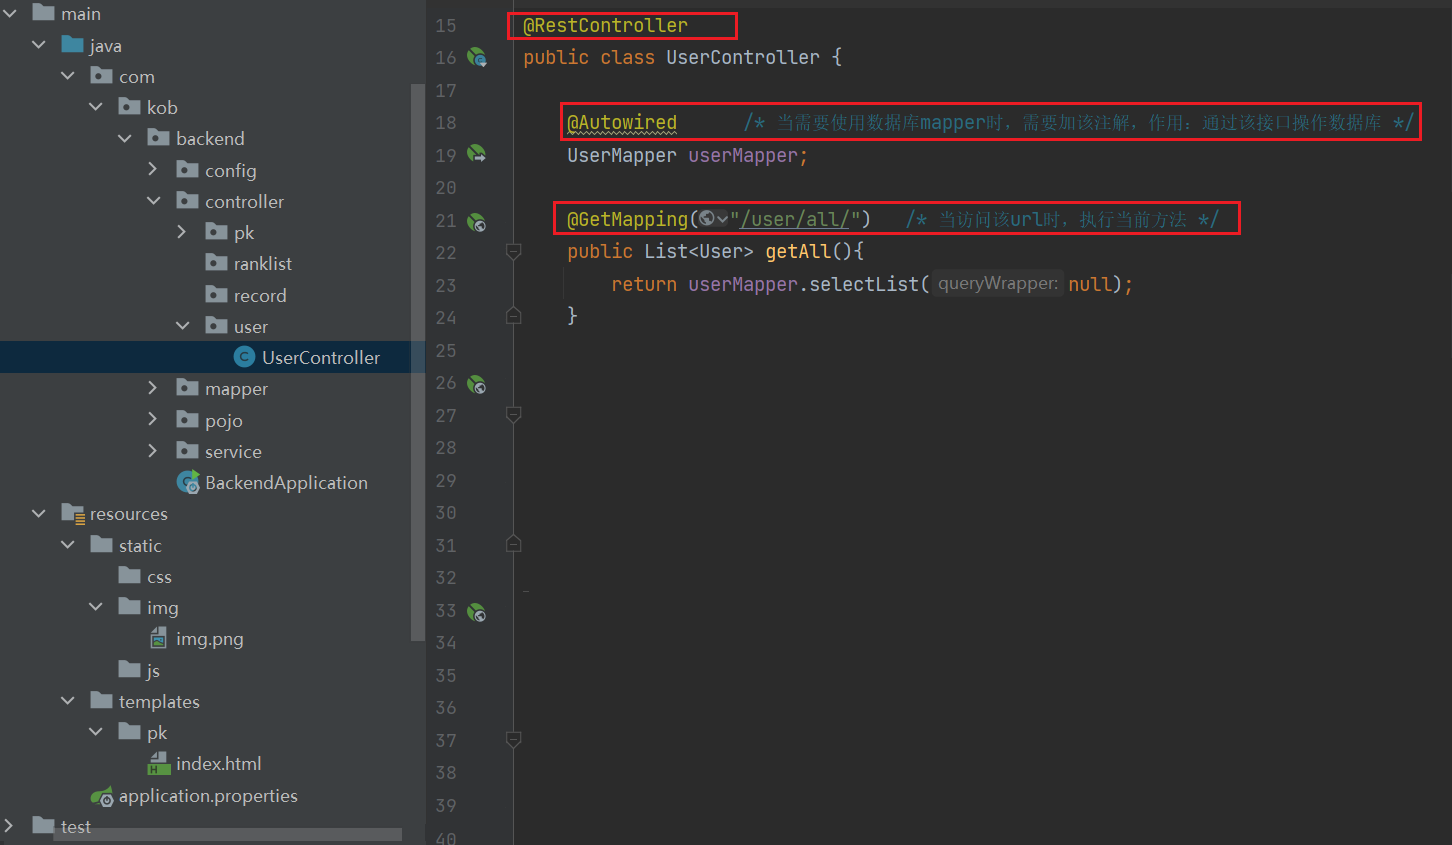 main
java
com
kob
backend
config
controller
pk
ranklist
record
user
UserController
mapper
pojo
service
BackendApplication
resources
static
css
img
img.png
js
templates
pk
index.html
application.properties
test
15 @RestController
16 public class UserController {
17
18 @Autowired /* 当需要使用数据库mapper时，需要加该注解，作用：通过该接口操作数据库 */
19 UserMapper userMapper;
20
21 @GetMapping("/user/all/") /* 当访问该url时，执行当前方法 */
22 public List<User> getAll(){
23 return userMapper.selectList( queryWrapper: null);
24 }
25
26
27
28
29
30
31
32
33
34
35
36
37
38
39
40